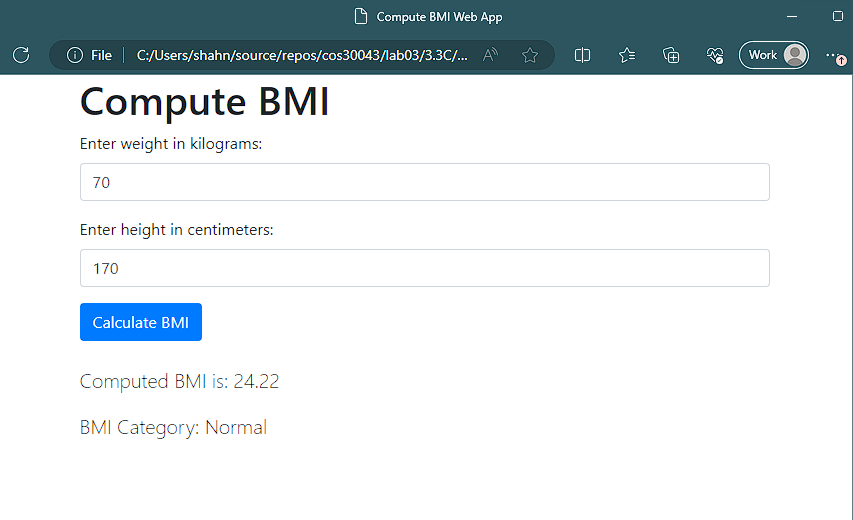 Compute BMI Web App
File
C:/Users/shahn/source/repos/cos30043/lab03/3.3C/...
Work
Compute BMI
Enter weight in kilograms:
70
Enter height in centimeters:
170
Calculate BMI
Computed BMI is: 24.22
BMI Category: Normal